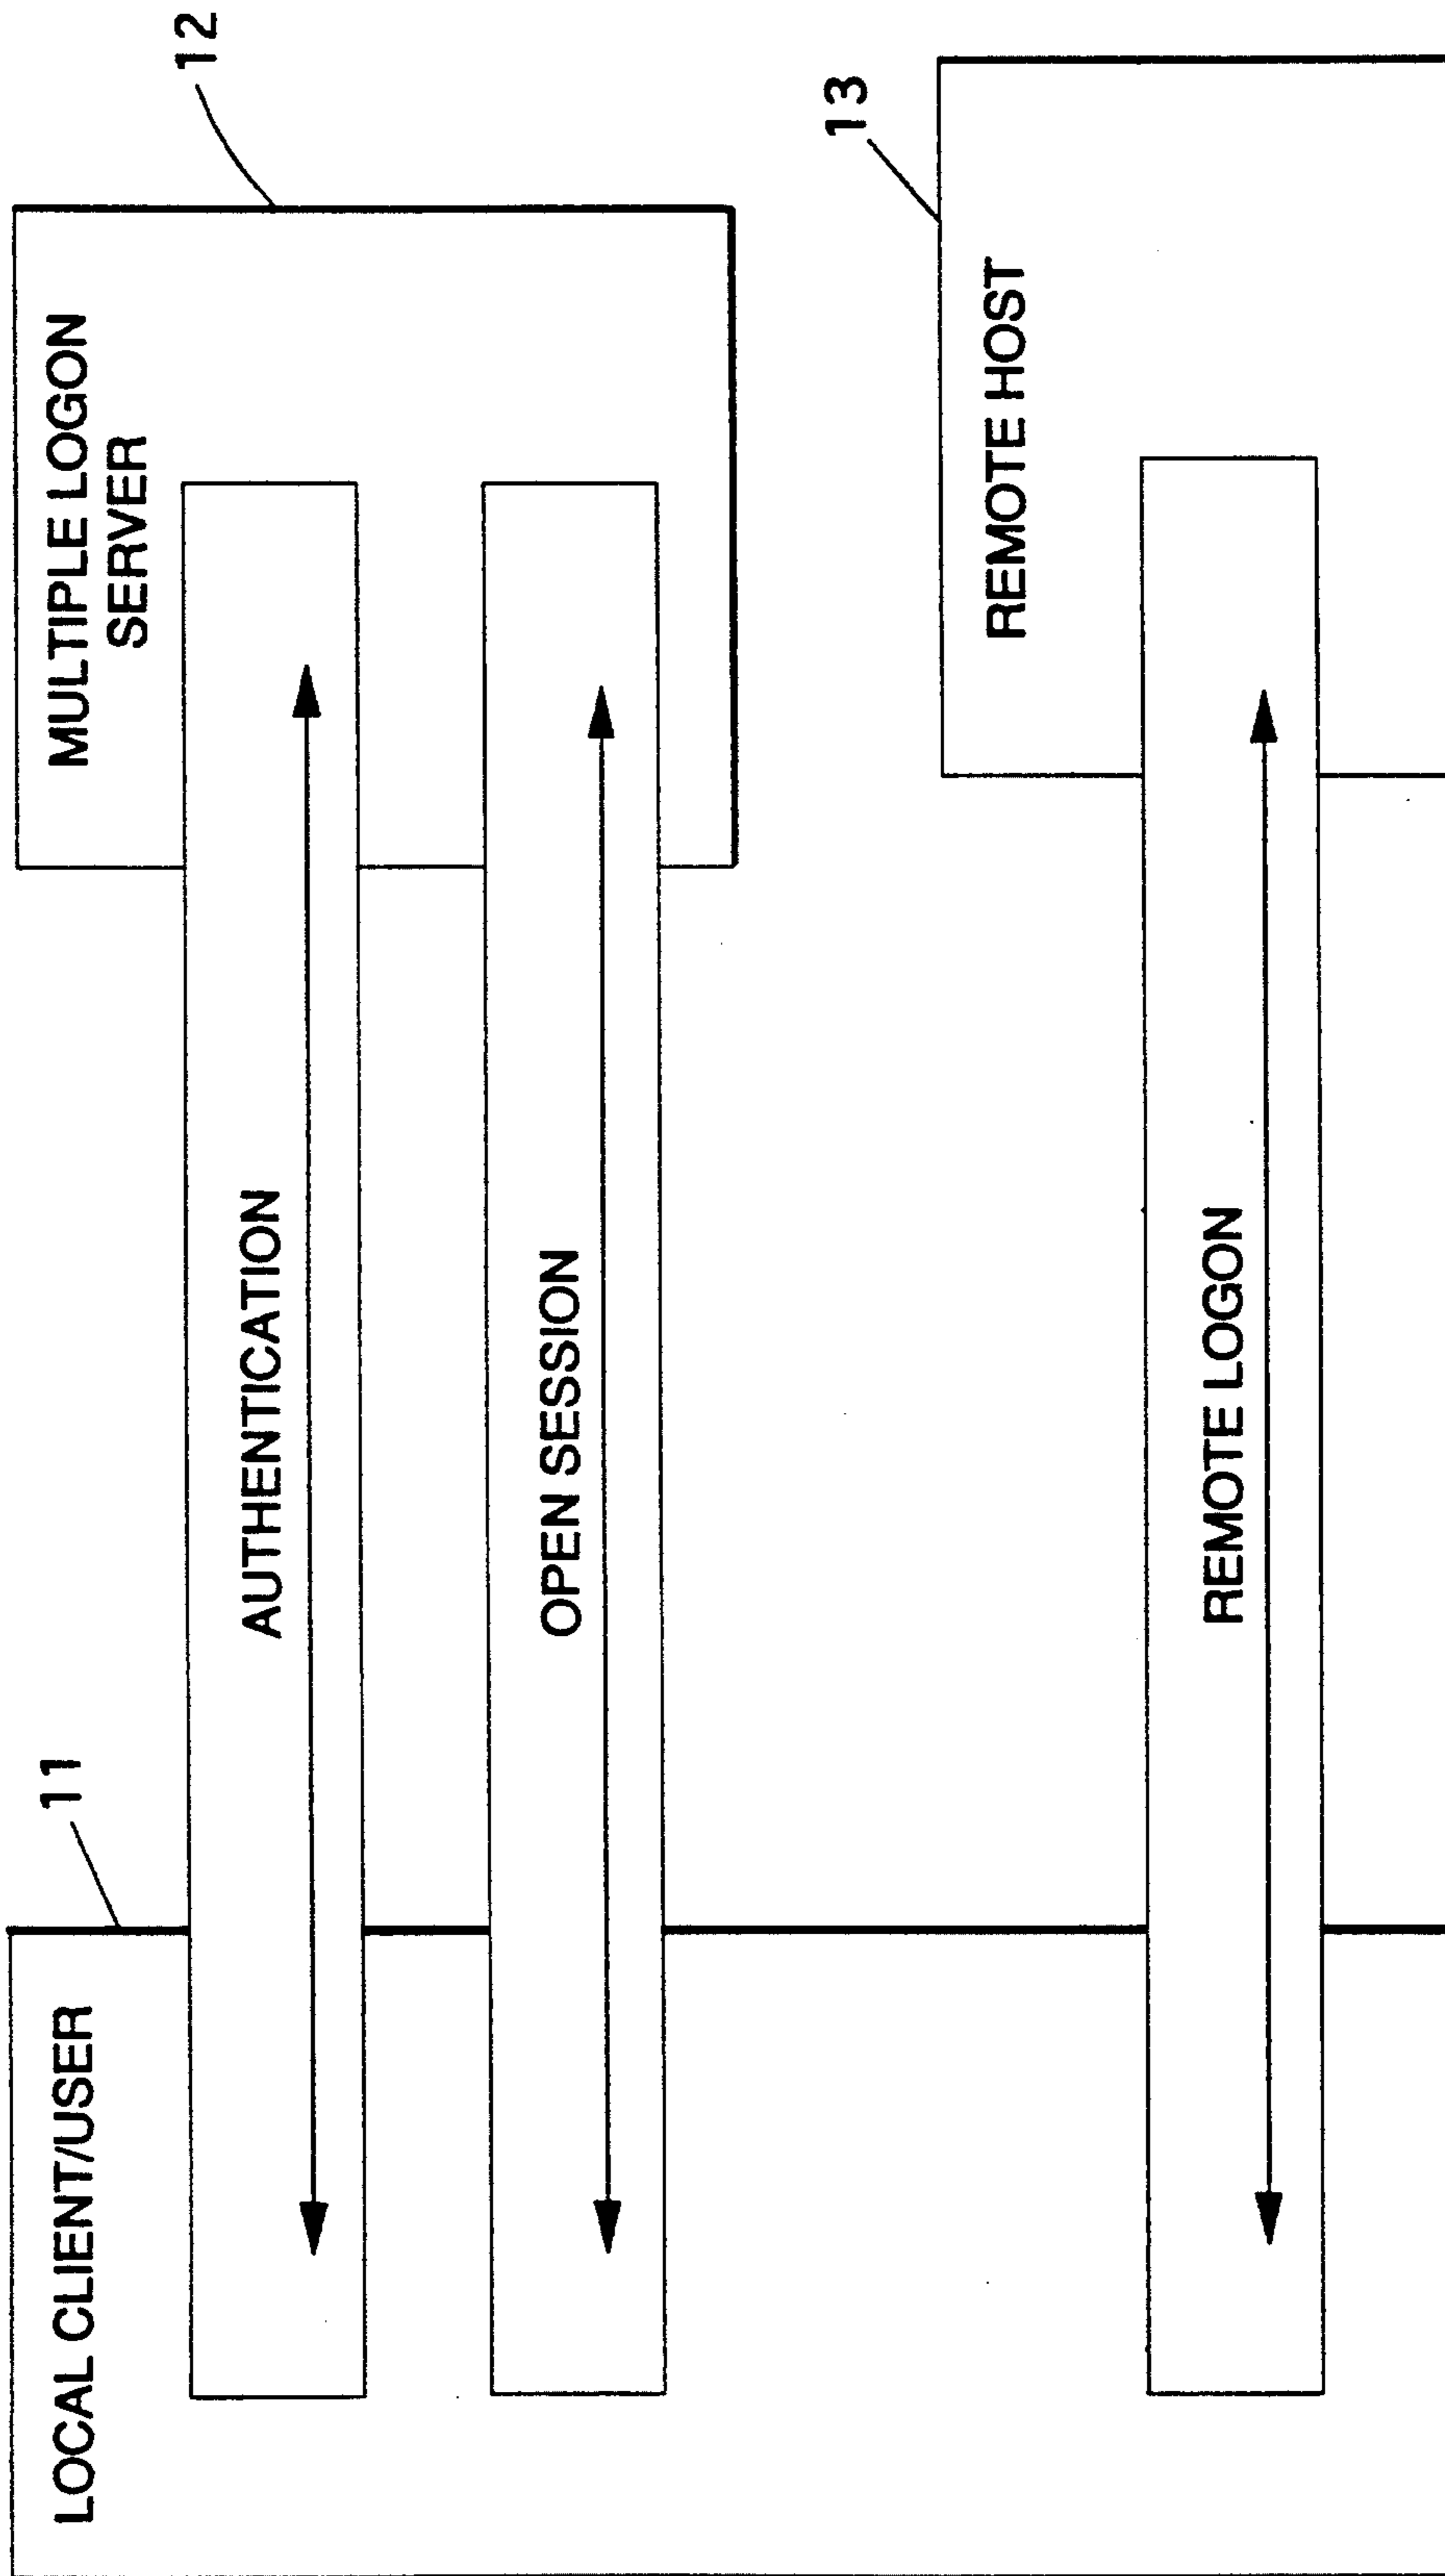 LOCAL CLIENT/USER
11
MULTIPLE LOGON
SERVER
12
AUTHENTICATION
OPEN SESSION
REMOTE HOST
13
REMOTE LOGON